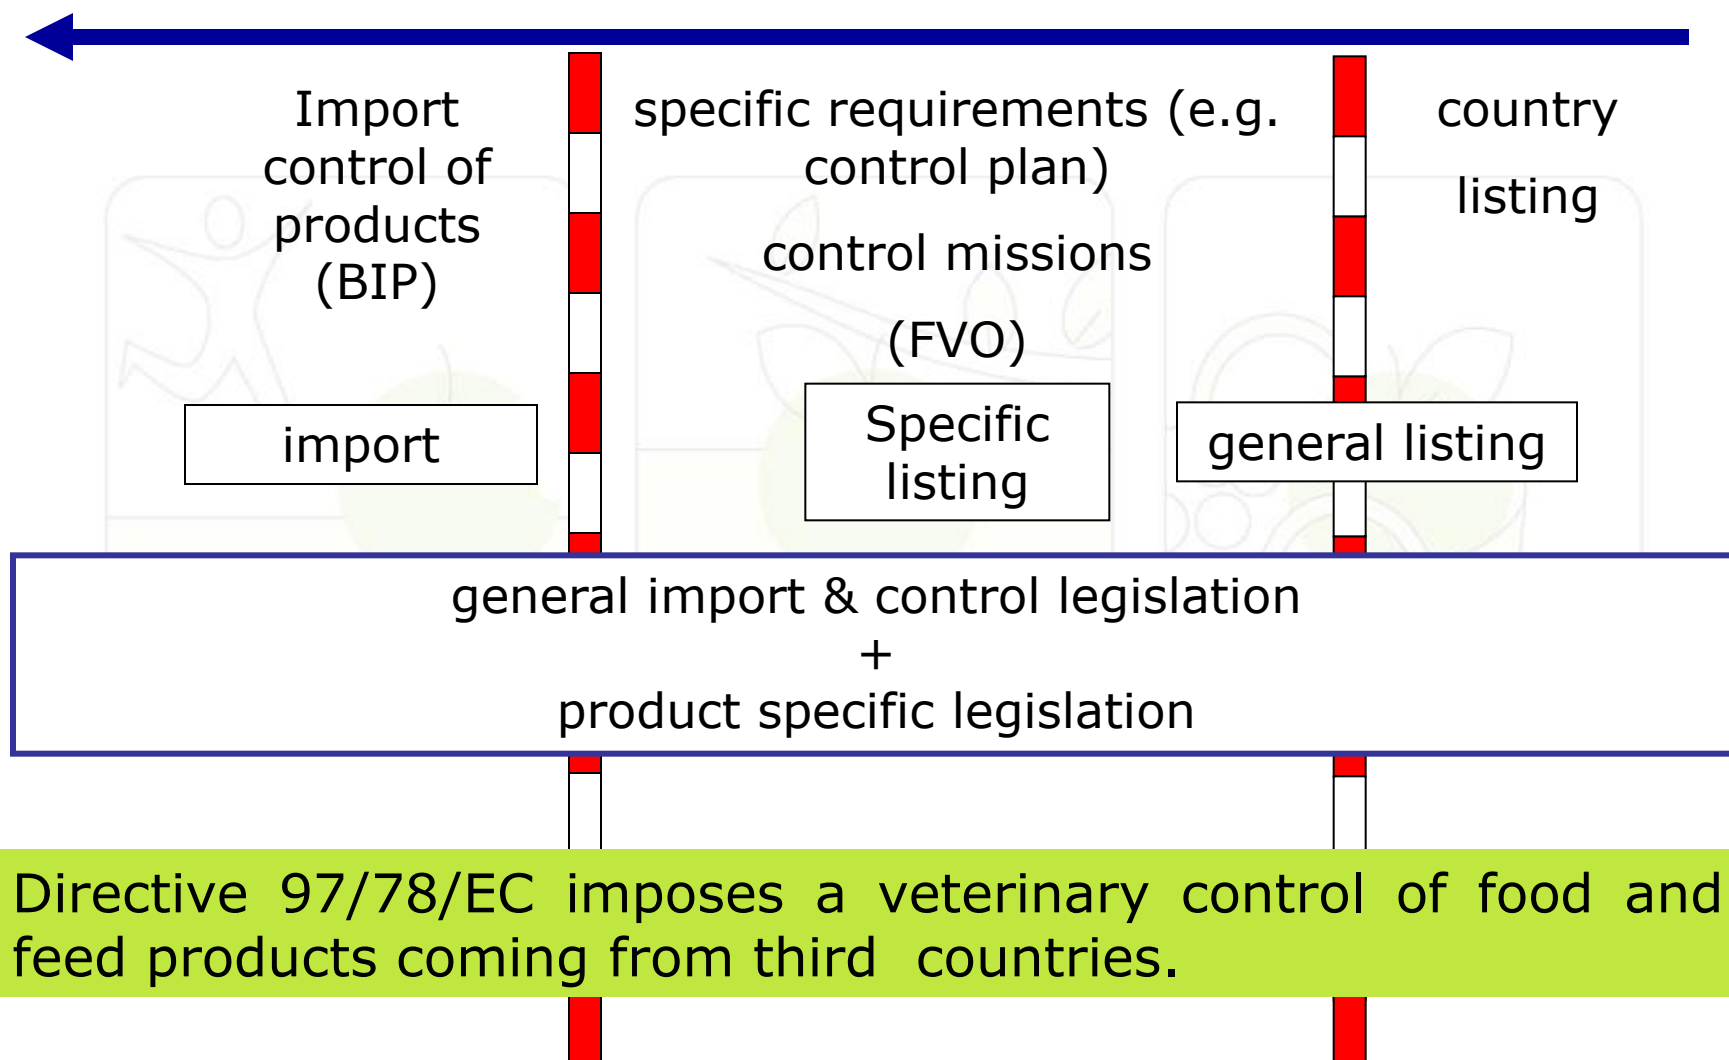 Import
control of
products
(BIP)
specific requirements (e.g.
control plan)
control missions
(FVO)
country
listing
import
Specific
listing
general listing
general import & control legislation
+
product specific legislation
Directive 97/78/EC imposes a veterinary control of food and
feed products coming from third countries.